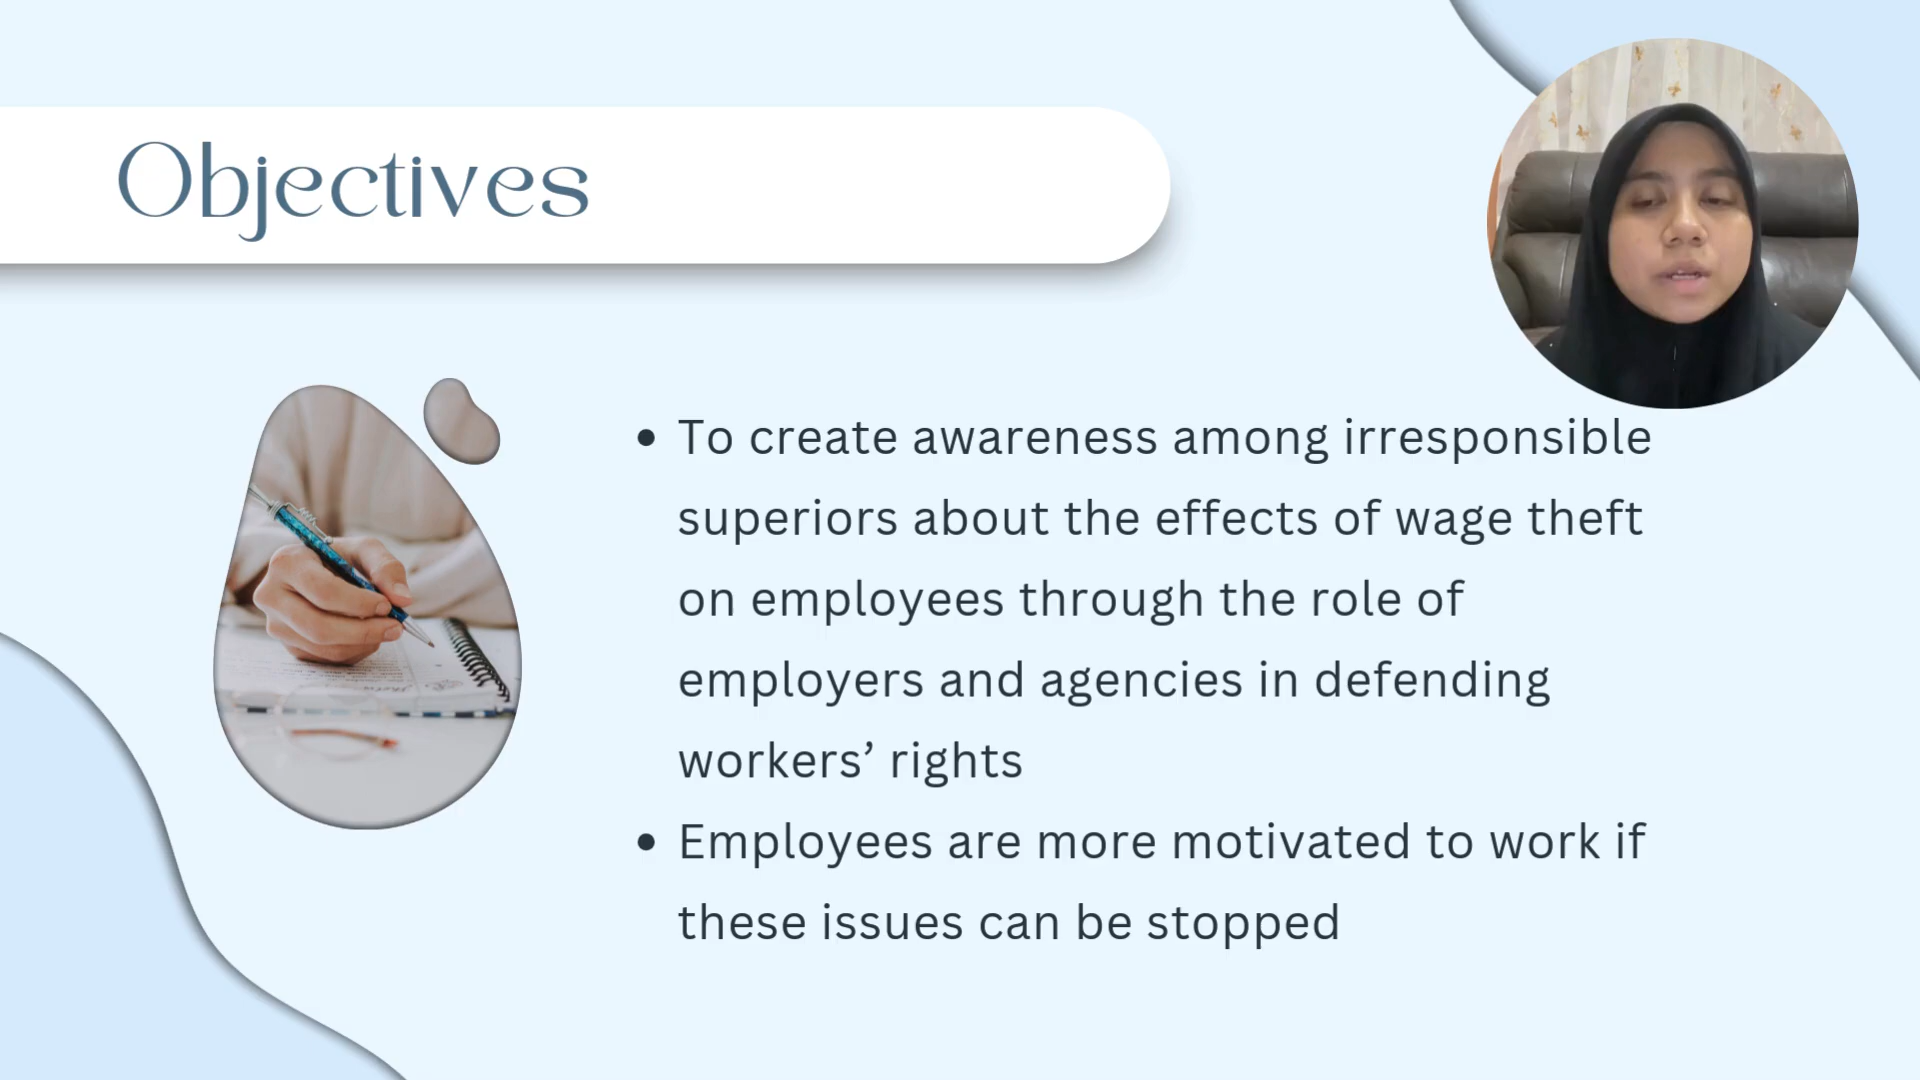 Objectives
• To create awareness among irresponsible
superiors about the effects of wage theft
on employees through the role of
employers and agencies in defending
workers’ rights
• Employees are more motivated to work if
these issues can be stopped